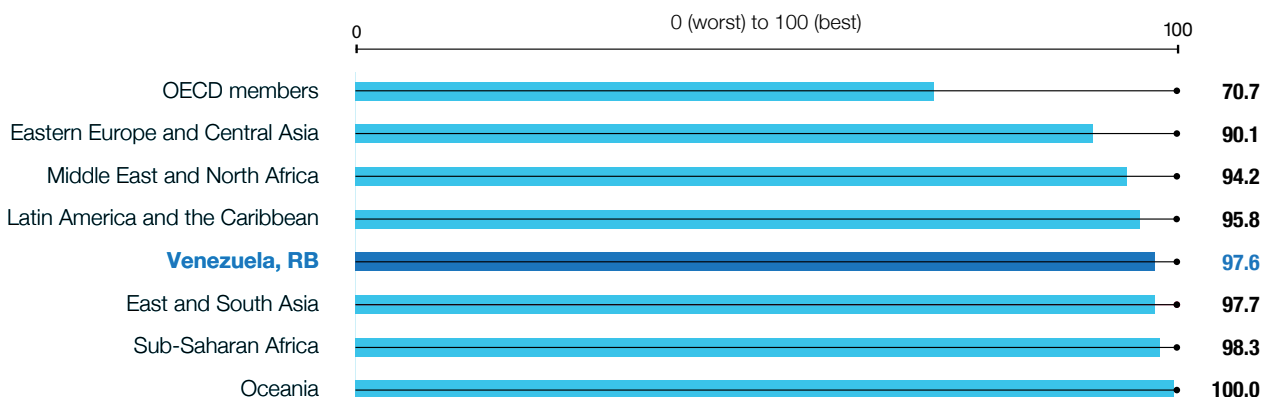 0 (worst) to 100 (best)
0 100
OECD members 70.7
Eastern Europe and Central Asia 90.1
Middle East and North Africa 94.2
Latin America and the Caribbean 95.8
Venezuela, RB 97.6
East and South Asia 97.7
Sub-Saharan Africa 98.3
Oceania 100.0